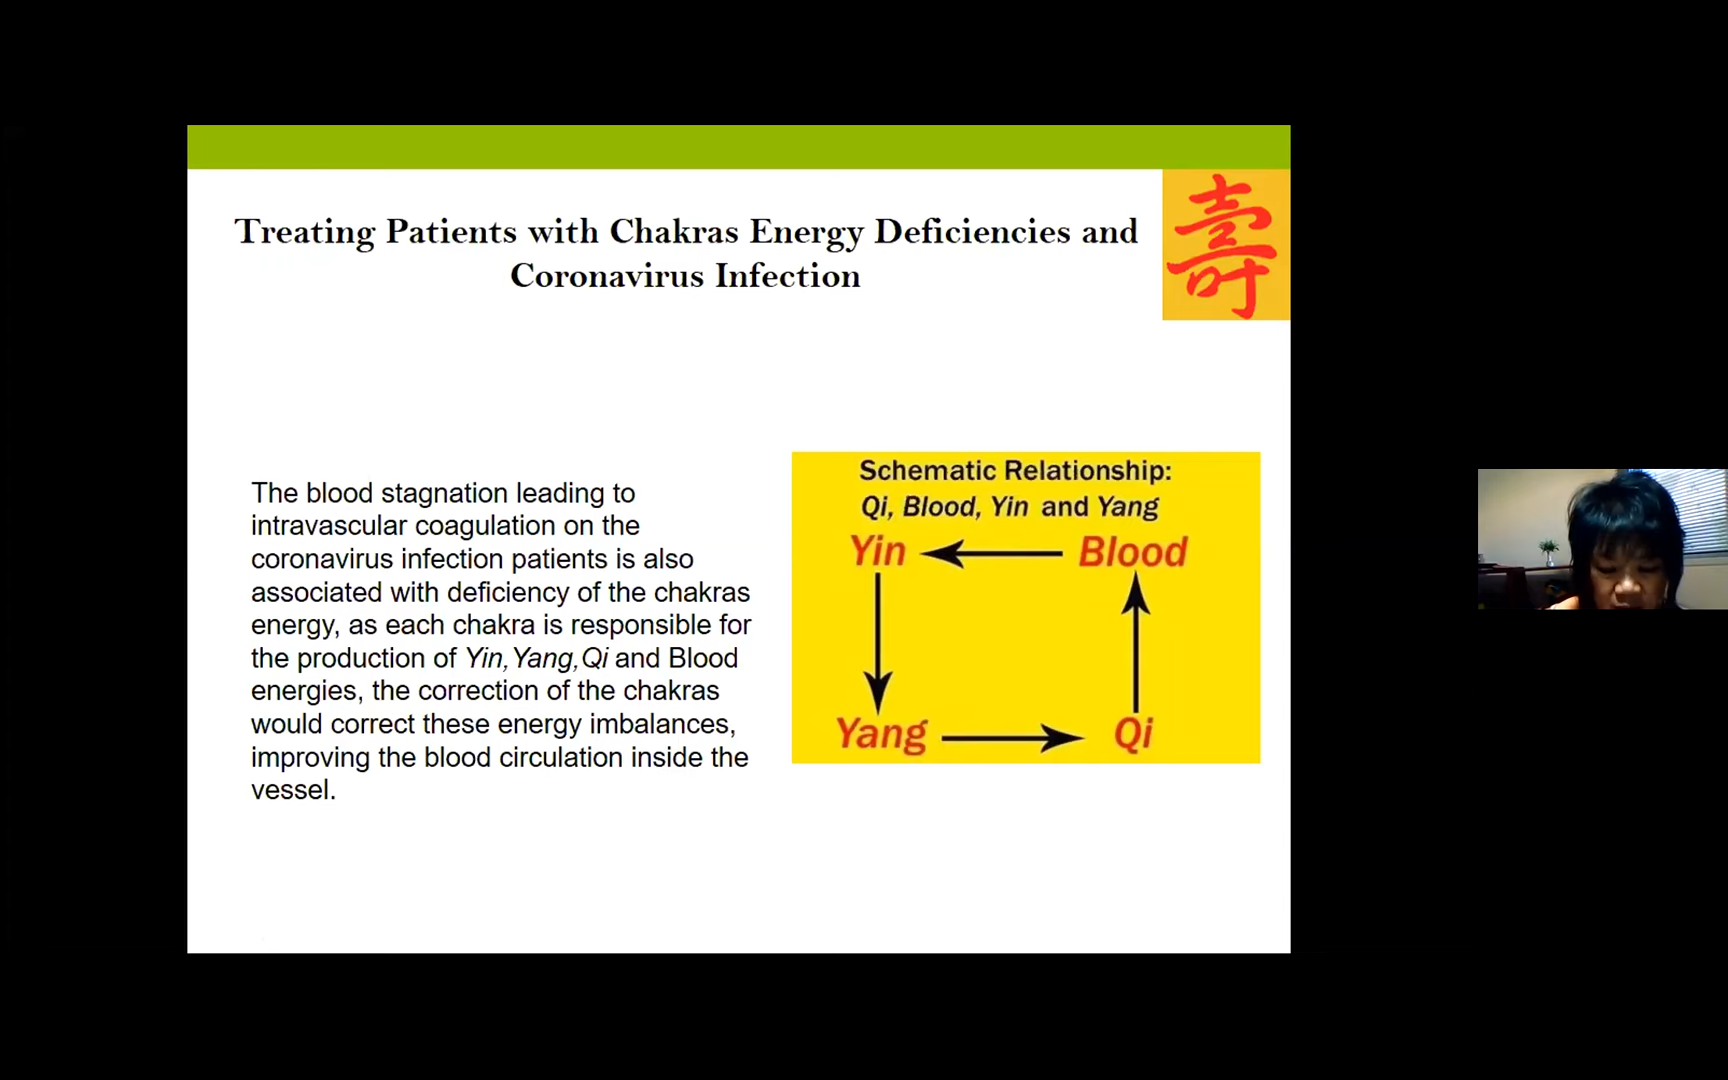 Treating Patients with Chakras Energy Deficiencies and
Coronavirus Infection
壽
The blood stagnation leading to
intravascular coagulation on the
coronavirus infection patients is also
associated with deficiency of the chakras
energy, as each chakra is responsible for
the production of Yin,Yang,Qi and Blood
energies, the correction of the chakras
would correct these energy imbalances,
improving the blood circulation inside the
vessel.
Schematic Relationship:
Qi, Blood, Yin and Yang
Yin Blood
Yang Qi